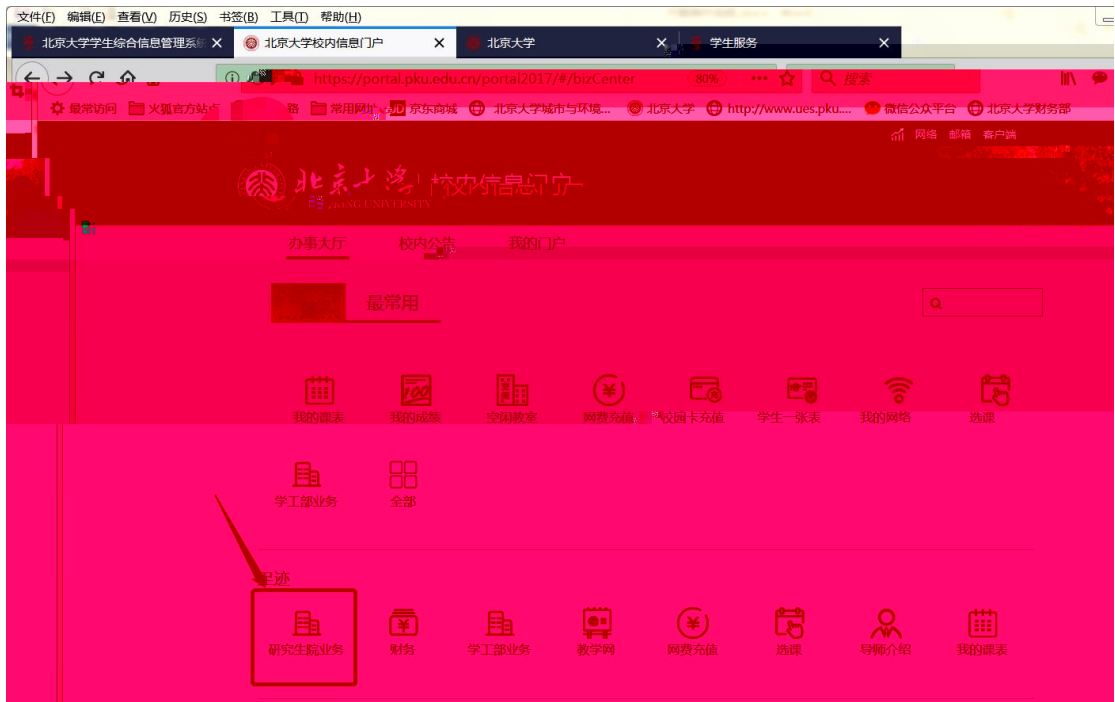 文件(F) 编辑(E) 查看(V) 历史(S) 书签(B) 工具(T) 帮助(H)
北京大学学生综合信息管理系统 北京大学校内信息门户 北京大学 学生服务
https://portal.pku.edu.cn/portal2017/#/bizCenter 80% 搜索
最常访问 火狐官方站点 常用网址 JD 京东商城 北京大学城市与环境... 北京大学 http://www.ues.pku.... 微信公众平台 北京大学财务部
网络 邮箱 客户端
北京大学 校内信息门户
PEKING UNIVERSITY
办事大厅 校内公告 我的门户
最常用
我的课表 我的成绩 空闲教室 网费充值 校园卡充值 学生一张表 我的网络 选课
学工部业务 全部
足迹
研究生院业务 财务 学工部业务 教学网 网费充值 选课 导师介绍 我的课表